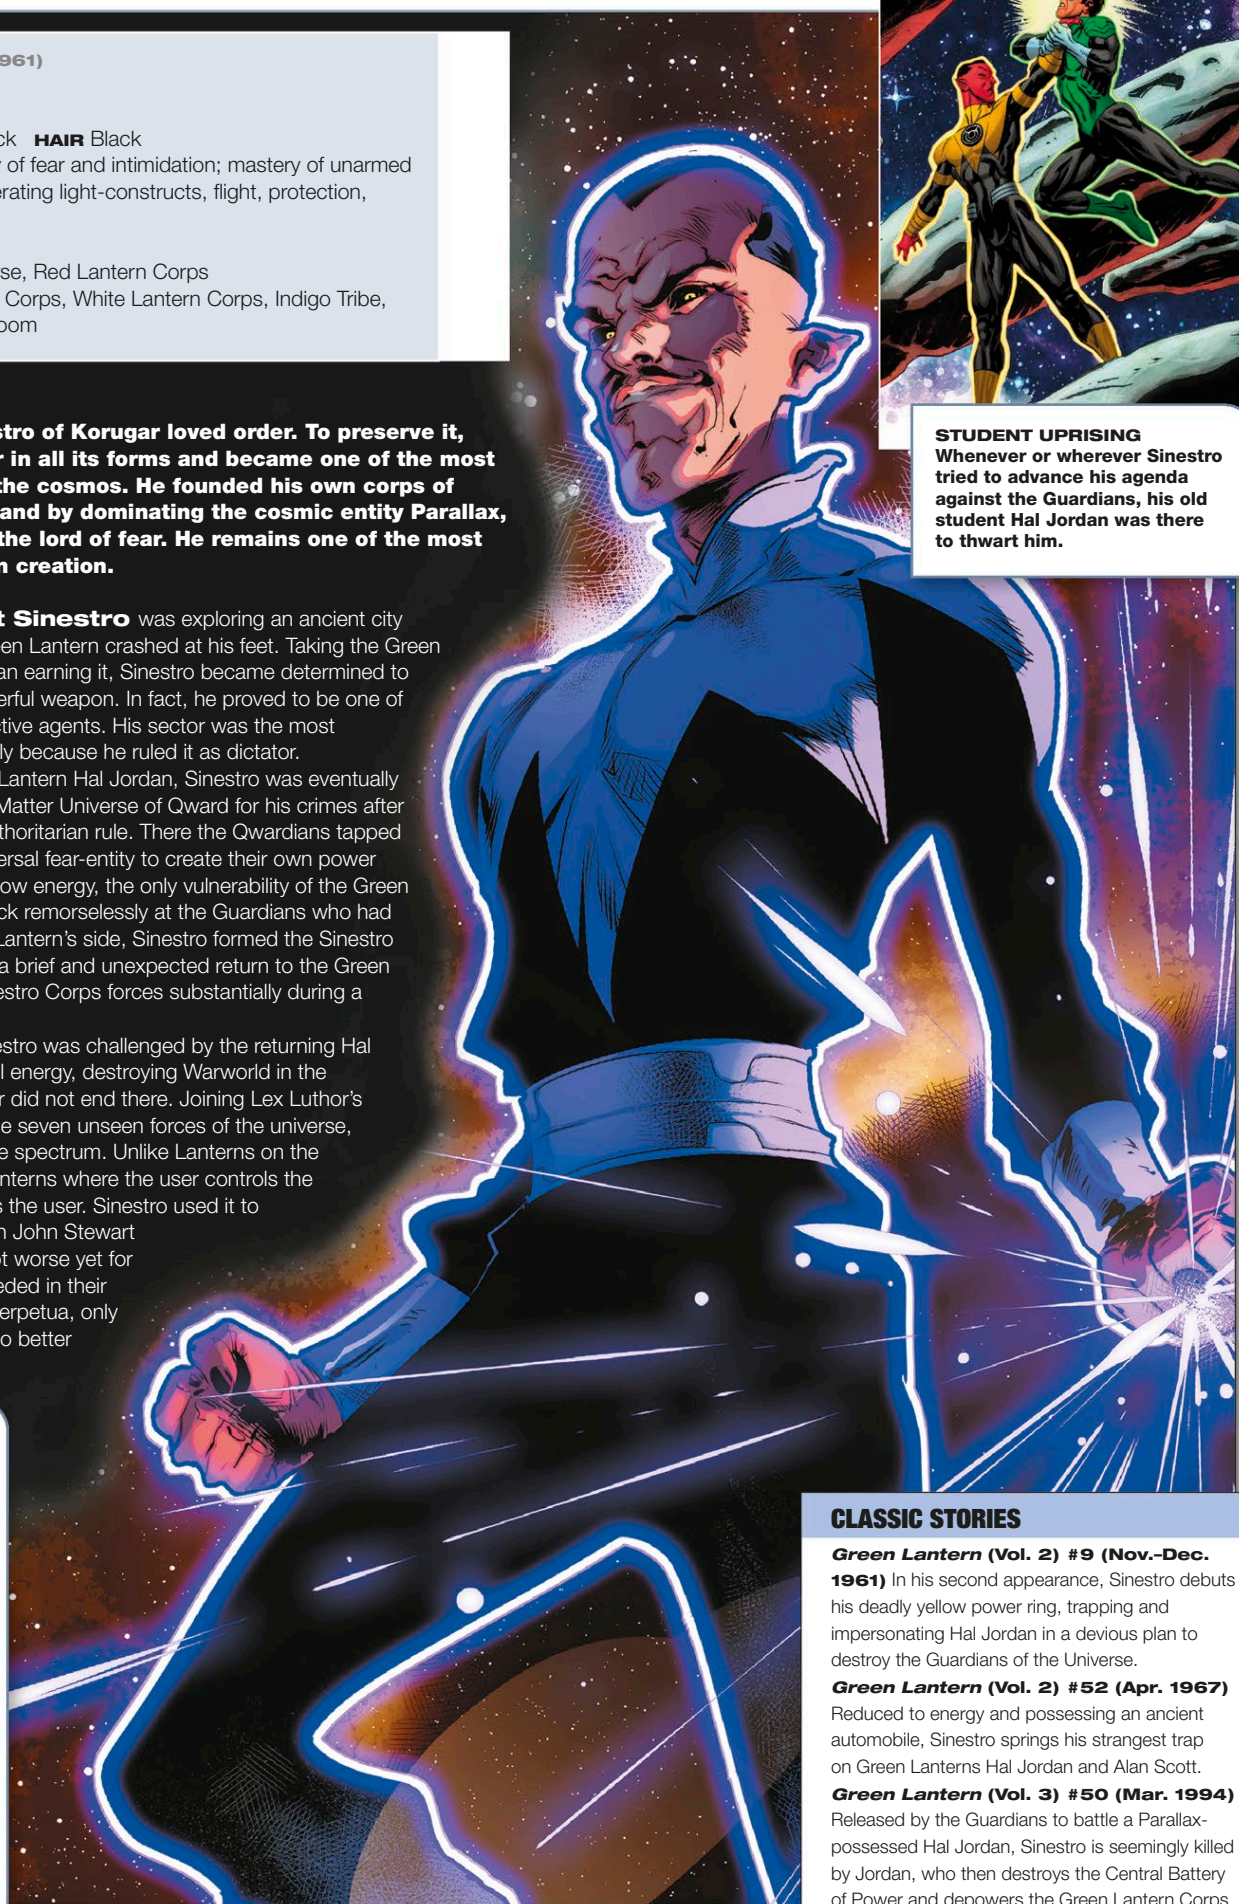 961)
ck HAIR Black
y of fear and intimidation; mastery of unarmed
erating light-constructs, flight, protection,
se, Red Lantern Corps
Corps, White Lantern Corps, Indigo Tribe,
oom
stro of Korugar loved order. To preserve it,
r in all its forms and became one of the most
the cosmos. He founded his own corps of
and by dominating the cosmic entity Parallax,
the lord of fear. He remains one of the most
n creation.
t Sinestro was exploring an ancient city
en Lantern crashed at his feet. Taking the Green
an earning it, Sinestro became determined to
erful weapon. In fact, he proved to be one of
ctive agents. His sector was the most
ly because he ruled it as dictator.
Lantern Hal Jordan, Sinestro was eventually
Matter Universe of Qward for his crimes after
thoritarian rule. There the Qwardians tapped
ersal fear-entity to create their own power
ow energy, the only vulnerability of the Green
ck remorselessly at the Guardians who had
Lantern's side, Sinestro formed the Sinestro
a brief and unexpected return to the Green
estro Corps forces substantially during a
estro was challenged by the returning Hal
l energy, destroying Warworld in the
r did not end there. Joining Lex Luthor's
e seven unseen forces of the universe,
e spectrum. Unlike Lanterns on the
nterns where the user controls the
s the user. Sinestro used it to
n John Stewart
ot worse yet for
eded in their
erpetua, only
o better
STUDENT UPRISING
Whenever or wherever Sinestro
tried to advance his agenda
against the Guardians, his old
student Hal Jordan was there
to thwart him.
CLASSIC STORIES
Green Lantern (Vol. 2) #9 (Nov.–Dec.
1961) In his second appearance, Sinestro debuts
his deadly yellow power ring, trapping and
impersonating Hal Jordan in a devious plan to
destroy the Guardians of the Universe.
Green Lantern (Vol. 2) #52 (Apr. 1967)
Reduced to energy and possessing an ancient
automobile, Sinestro springs his strangest trap
on Green Lanterns Hal Jordan and Alan Scott.
Green Lantern (Vol. 3) #50 (Mar. 1994)
Released by the Guardians to battle a Parallax-
possessed Hal Jordan, Sinestro is seemingly killed
by Jordan, who then destroys the Central Battery
of Power and depowers the Green Lantern Corps